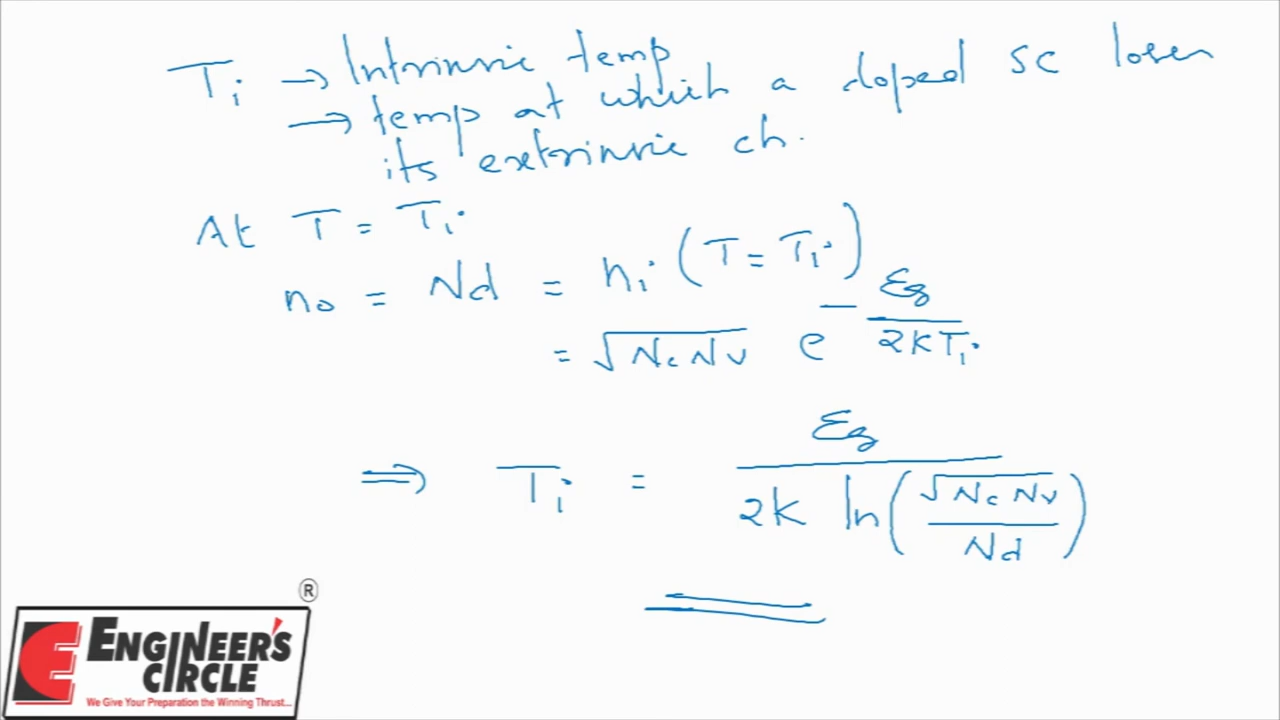 Ti → Intrinsic temp
→ temp at which a doped SC loses
its extrinsic ch.
At T = Ti
no = Nd = ni (T = Ti)
= √NcNv e^-Eg/2KTi
⇒ Ti = Eg / 2K ln(√NcNv / Nd)
®
ENGINEER'S
CIRCLE
We Give Your Preparation the Winning Thrust...